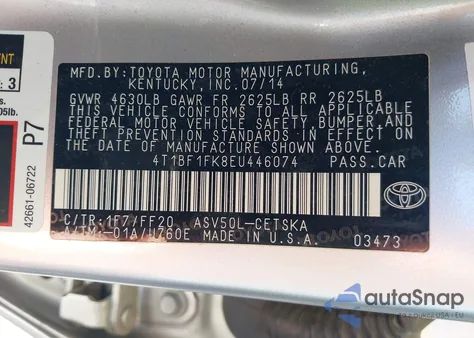 MFD.BY: TOYOTA MOTOR MANUFACTURING,
KENTUCKY, INC. 07/14
GVWR 4630LB GAWR FR 2625LB RR 2625LB
THIS VEHICLE CONFORMS TO ALL APPLICABLE
FEDERAL MOTOR VEHICLE SAFETY,
BUMPER, AND THEFT PREVENTION STANDARDS
IN EFFECT ON THE DATE OF
MANUFACTURE SHOWN ABOVE.
4T1BF1FK8EU446074 PASS.CAR
C/TR:1F7/FF20 ASV50L-CETSKA
A/TM:-01A/U760E MADE IN U.S.A. 03473
TOYOTA
3
05lb.
P7
42661-06722
autoSnap